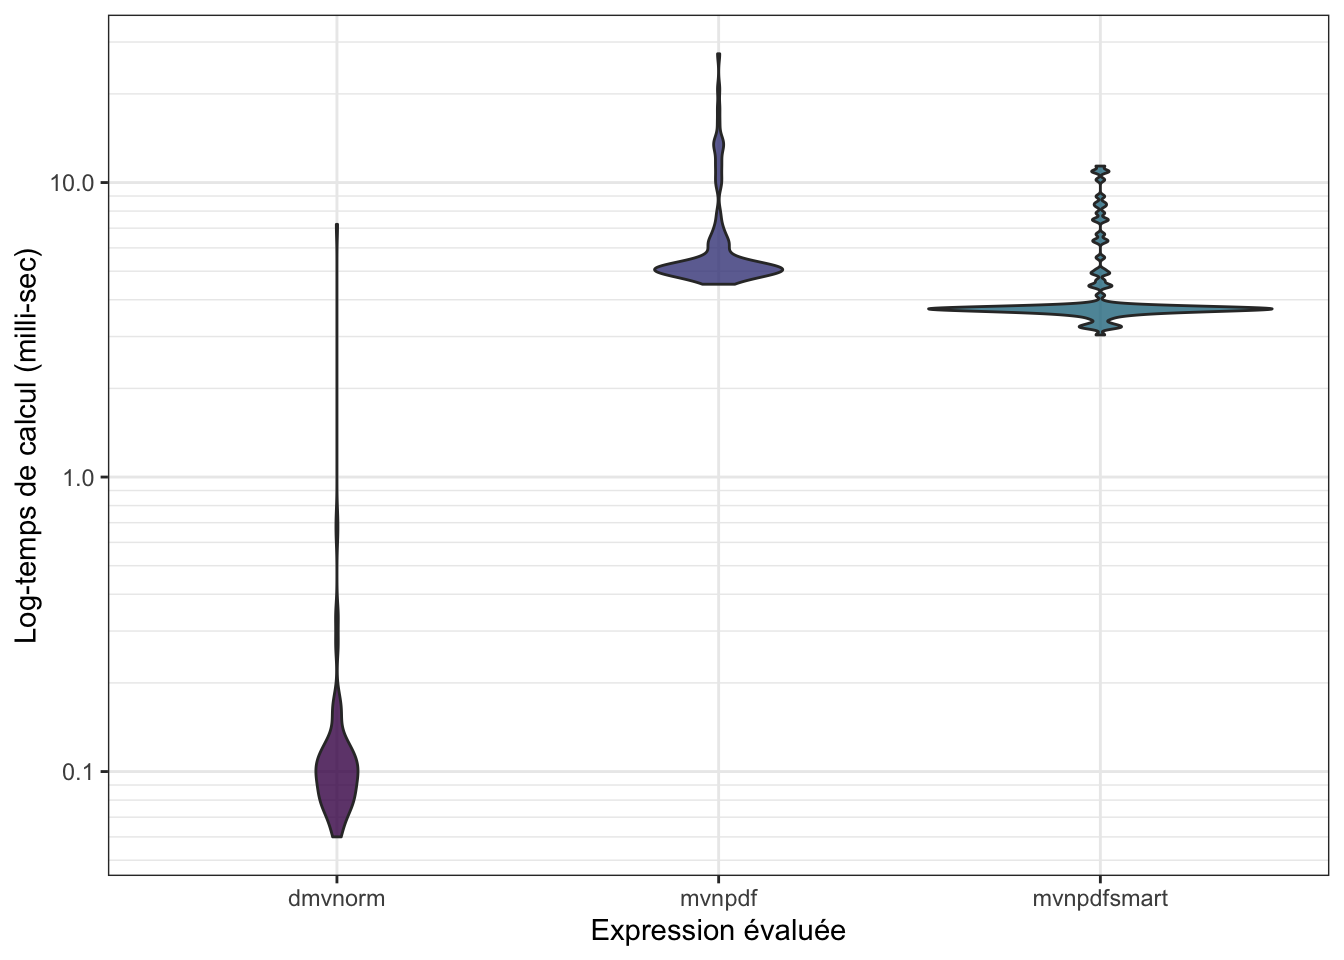 Log-temps de calcul (milli-sec)
10.0
1.0
0.1
dmvnorm
mvnpdf
mvnpdfsmart
Expression évaluée